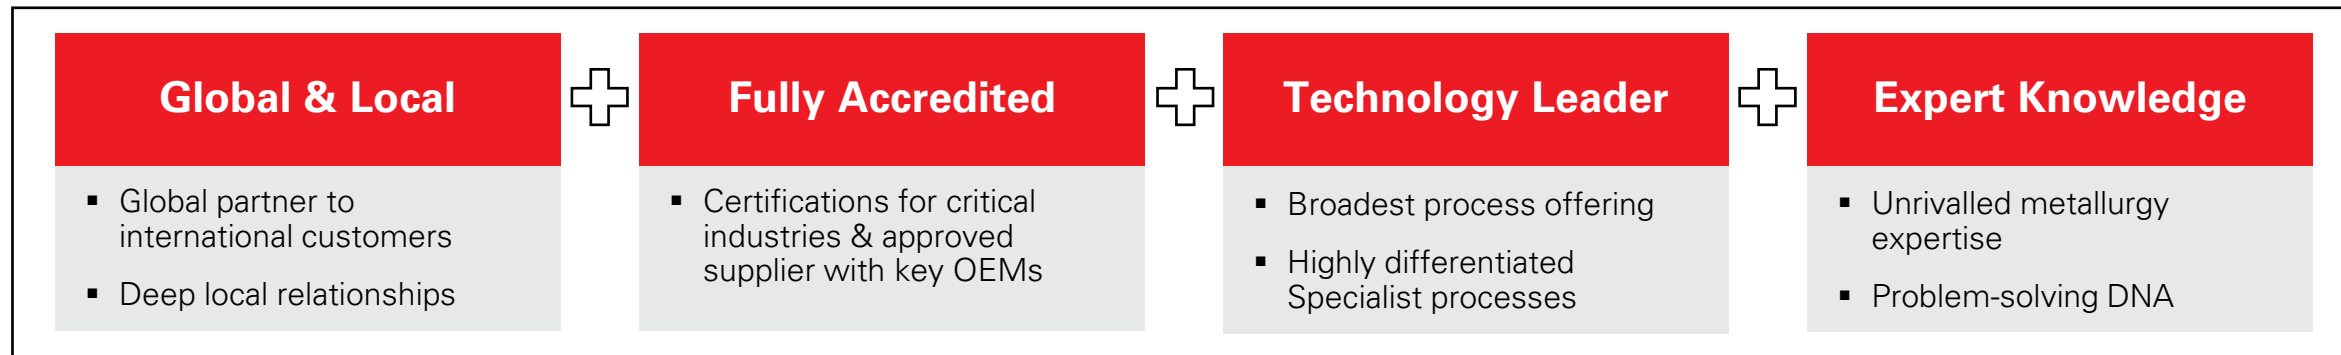 Global & Local
▪ Global partner to
international customers
▪ Deep local relationships
Fully Accredited
▪ Certifications for critical
industries & approved
supplier with key OEMs
Technology Leader
▪ Broadest process offering
▪ Highly differentiated
Specialist processes
Expert Knowledge
▪ Unrivalled metallurgy
expertise
▪ Problem-solving DNA